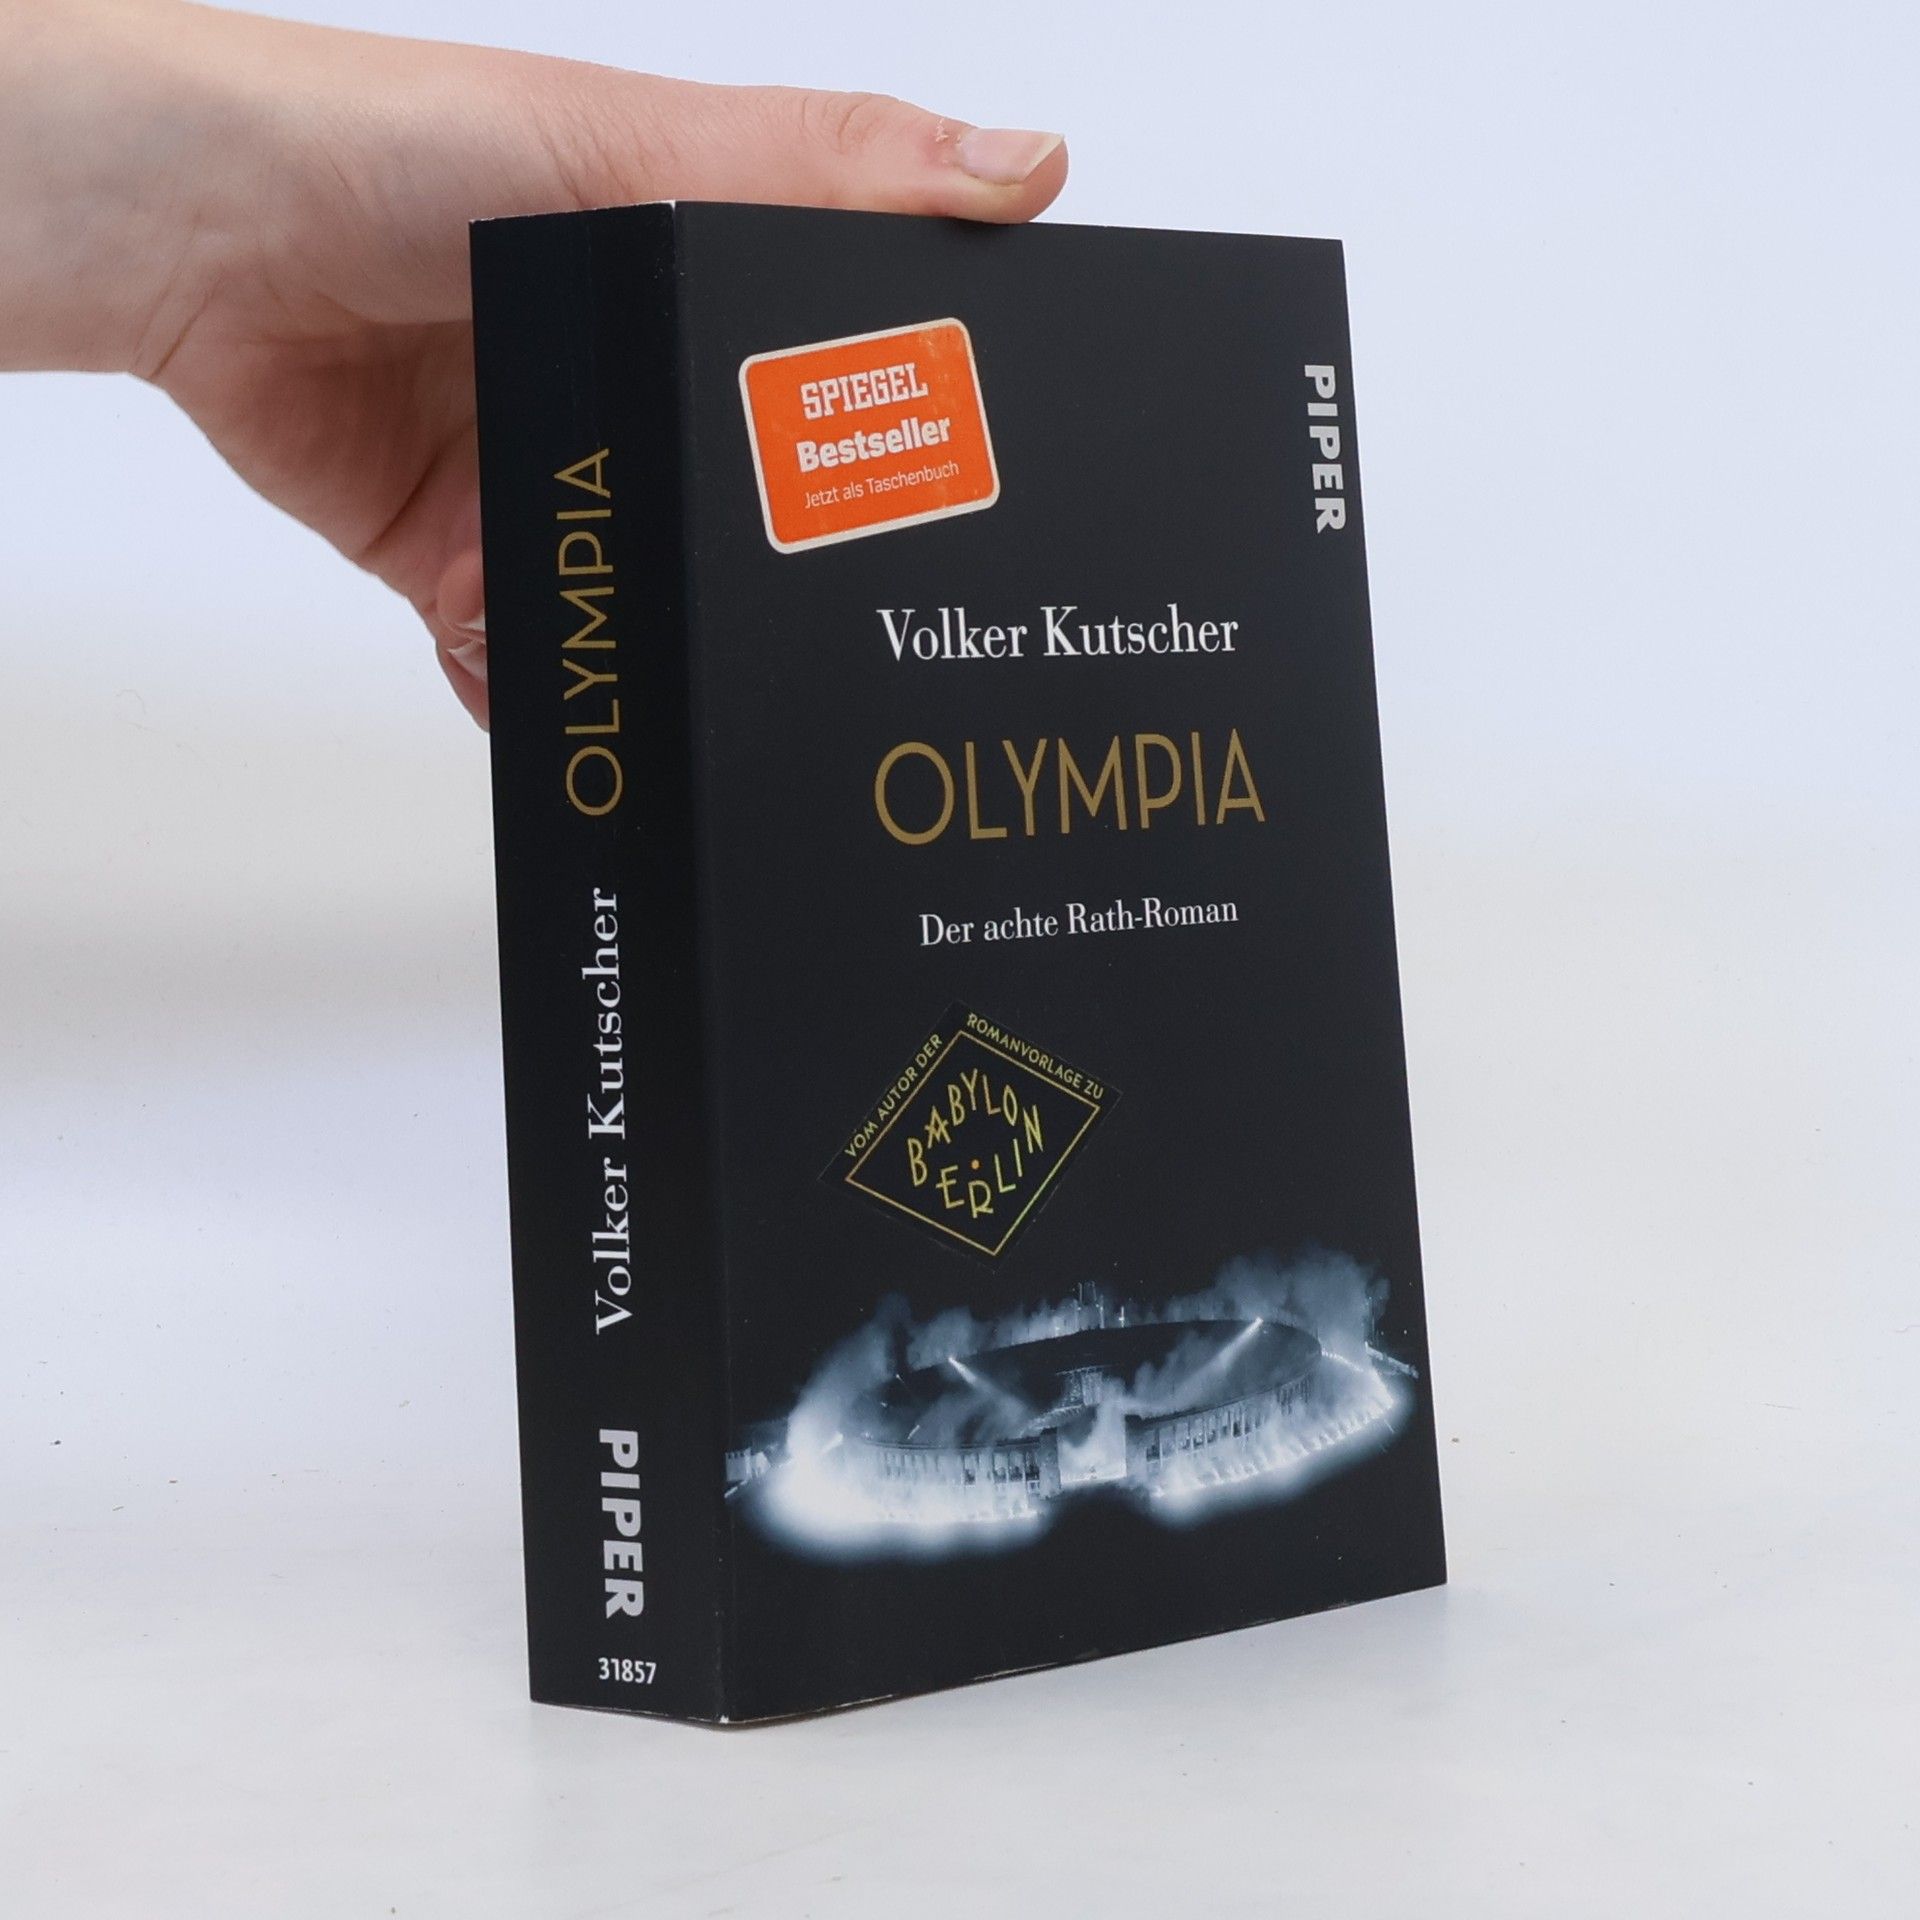 SPIEGEL
Bestseller
Jetzt als Taschenbuch
PIPER
Volker Kutscher
OLYMPIA
Der achte Rath-Roman
VOM AUTOR DER ROMANVORLAGE ZU
BABYLON
BERLIN
Volker Kutscher OLYMPIA
PIPER
31857